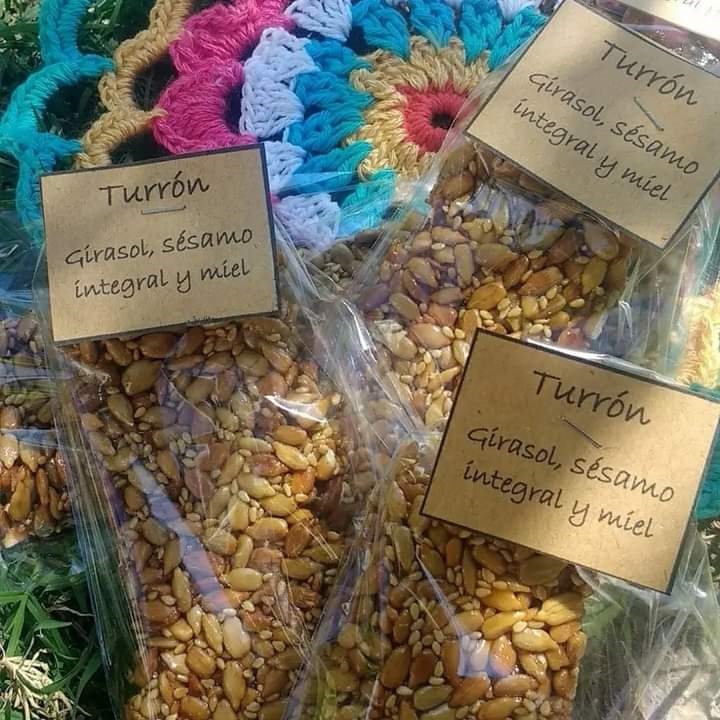 Turrón
Girasol, sésamo
integral y miel
Turrón
Girasol, sésamo
integral y miel
Turrón
Girasol, sésamo
integral y miel